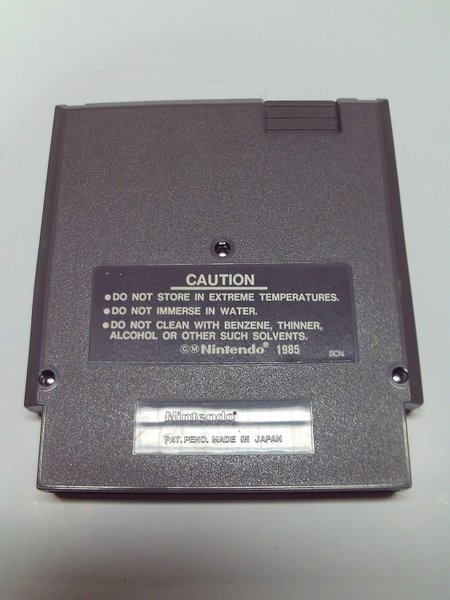 CAUTION
●DO NOT STORE IN EXTREME TEMPERATURES.
●DO NOT IMMERSE IN WATER.
●DO NOT CLEAN WITH BENZENE, THINNER,
ALCOHOL OR OTHER SUCH SOLVENTS.
©Ⓜ Nintendo® 1985 SCN
Nintendo®
PAT. PEND. MADE IN JAPAN